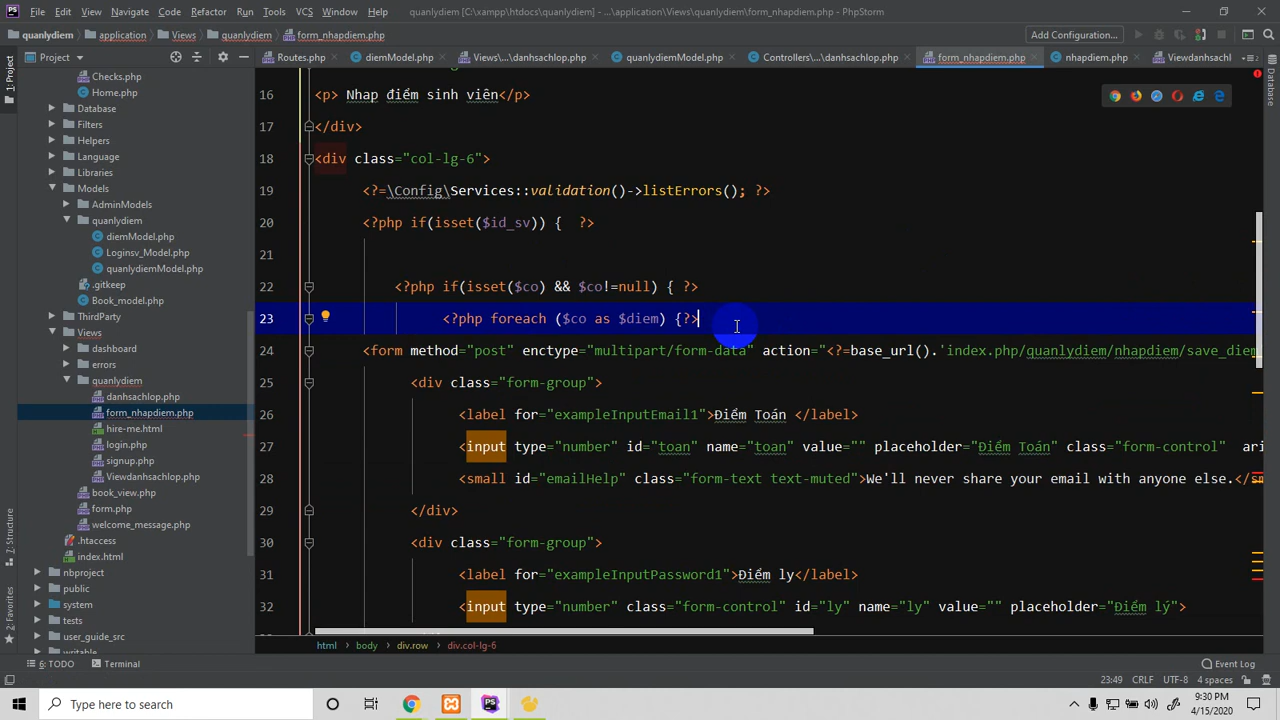 File Edit View Navigate Code Refactor Run Tools VCS Window Help quanlydiem [C:\xampp\htdocs\quanlydiem] - ...\application\Views\quanlydiem\form_nhapdiem.php - PhpStorm
quanlydiem application Views quanlydiem form_nhapdiem.php Add Configuration...
Project Routes.php diemModel.php Views\...\danhsachlop.php quanlydiemModel.php Controllers\...\danhsachlop.php form_nhapdiem.php nhapdiem.php Viewdanhsachl
1: Project
Database
Checks.php
Home.php
Database
Filters
Helpers
Language
Libraries
Models
AdminModels
quanlydiem
diemModel.php
Loginsv_Model.php
quanlydiemModel.php
.gitkeep
Book_model.php
ThirdParty
Views
dashboard
errors
quanlydiem
danhsachlop.php
form_nhapdiem.php
hire-me.html
login.php
signup.php
Viewdanhsachlop.php
book_view.php
form.php
welcome_message.php
.htaccess
index.html
nbproject
public
system
tests
user_guide_src
writable
7: Structure
2: Favorites
16 <p> Nhap điểm sinh viên</p>
17 </div>
18 <div class="col-lg-6">
19 <?=\Config\Services::validation()->listErrors(); ?>
20 <?php if(isset($id_sv)) { ?>
21
22 <?php if(isset($co) && $co!=null) { ?>
23 <?php foreach ($co as $diem) {?>
24 <form method="post" enctype="multipart/form-data" action="<?=base_url().'index.php/quanlydiem/nhapdiem/save_diem
25 <div class="form-group">
26 <label for="exampleInputEmail1">Điểm Toán </label>
27 <input type="number" id="toan" name="toan" value="" placeholder="Điểm Toán" class="form-control" ari
28 <small id="emailHelp" class="form-text text-muted">We'll never share your email with anyone else.</sm
29 </div>
30 <div class="form-group">
31 <label for="exampleInputPassword1">Điểm ly</label>
32 <input type="number" class="form-control" id="ly" name="ly" value="" placeholder="Điểm lý">
html body div.row div.col-lg-6
6: TODO Terminal Event Log
23:49 CRLF UTF-8 4 spaces
Type here to search
9:30 PM
4/15/2020